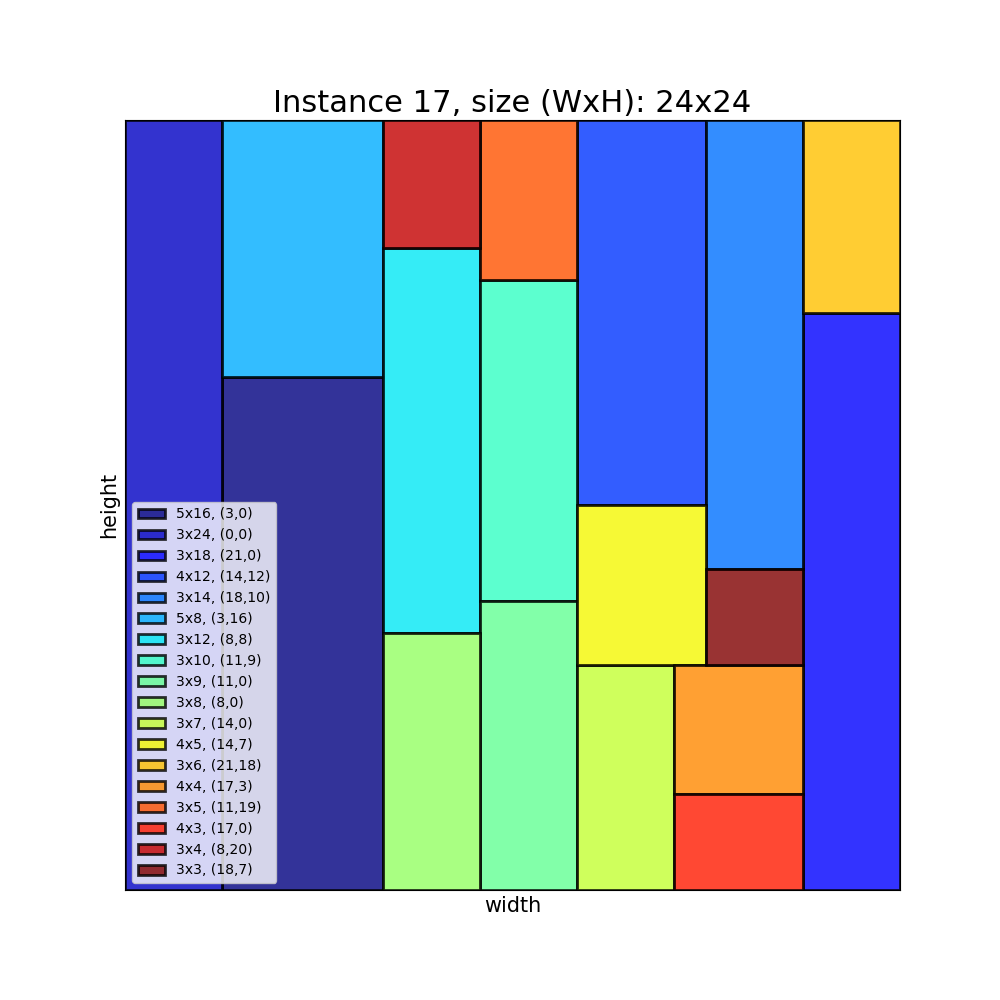 Instance 17, size (WxH): 24x24
height
5x16, (3,0)
3x24, (0,0)
3x18, (21,0)
4x12, (14,12)
3x14, (18,10)
5x8, (3,16)
3x12, (8,8)
3x10, (11,9)
3x9, (11,0)
3x8, (8,0)
3x7, (14,0)
4x5, (14,7)
3x6, (21,18)
4x4, (17,3)
3x5, (11,19)
4x3, (17,0)
3x4, (8,20)
3x3, (18,7)
width